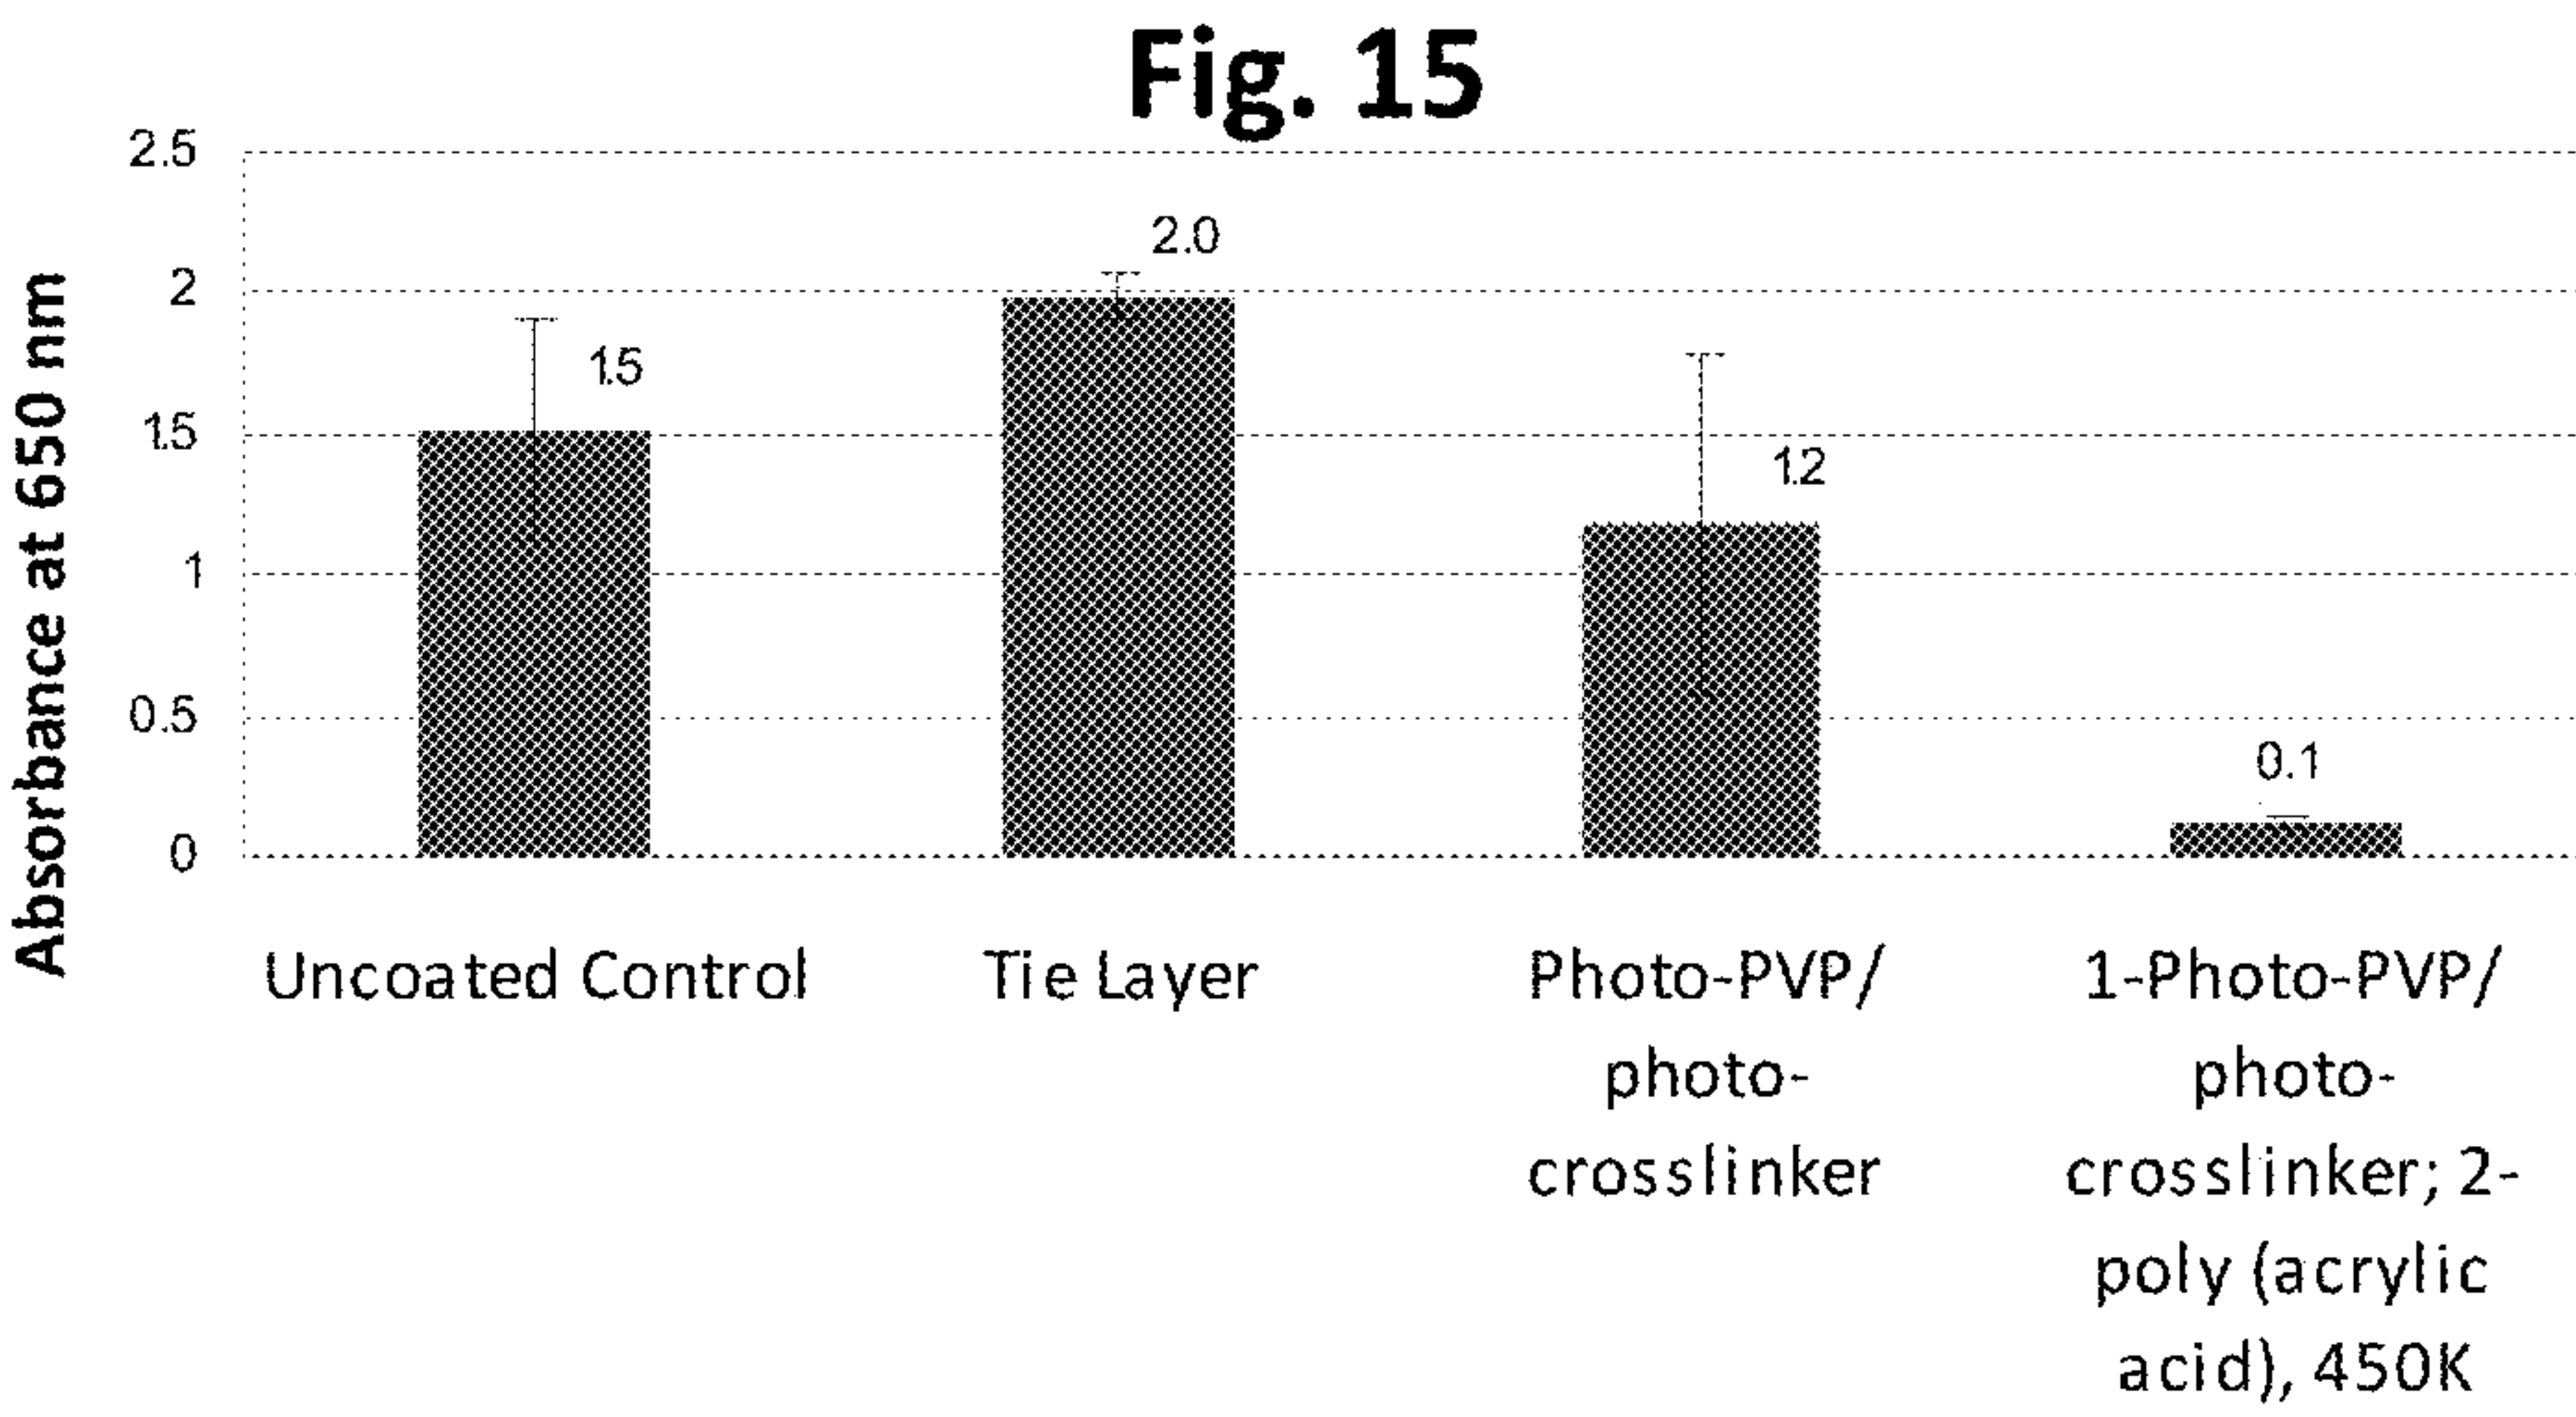 Fig. 15
Absorbance at 650 nm
2.5
2
1.5
1
0.5
0
1.5
2.0
1.2
0.1
Uncoated Control
Tie Layer
Photo-PVP/
photo-
crosslinker
1-Photo-PVP/
photo-
crosslinker; 2-
poly (acrylic
acid), 450K